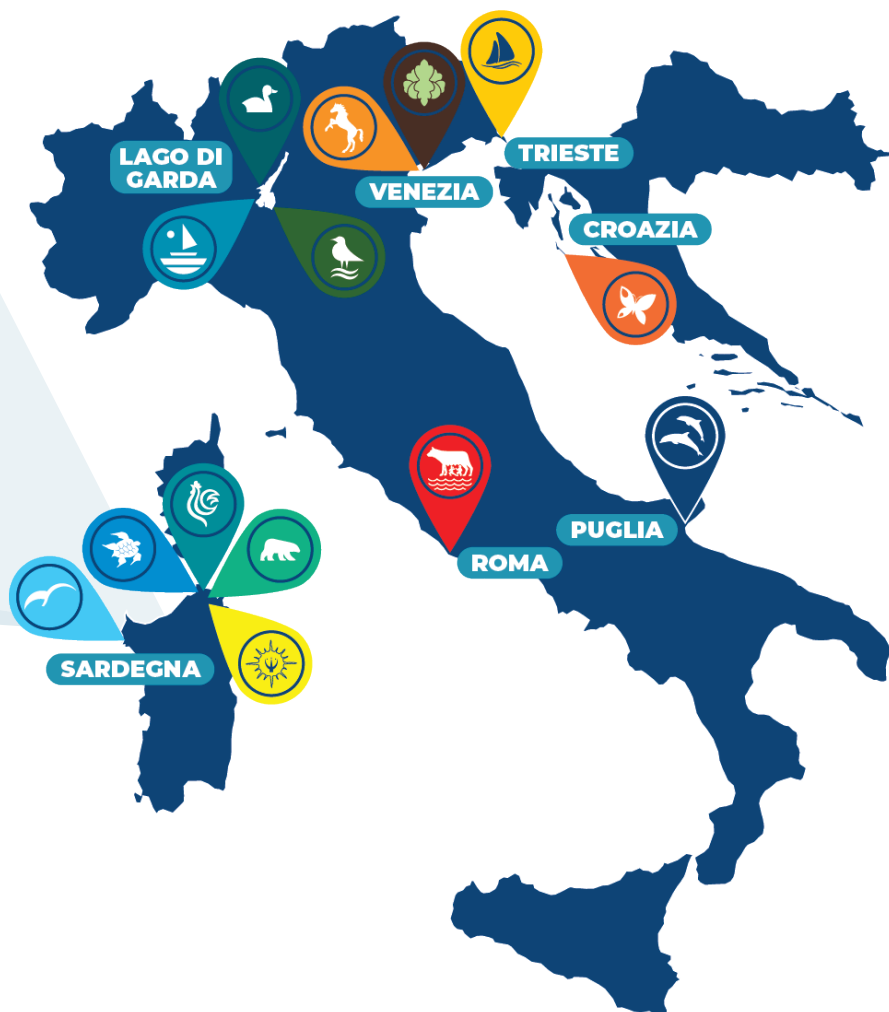 LAGO DI
GARDA
VENEZIA
TRIESTE
CROAZIA
PUGLIA
ROMA
SARDEGNA